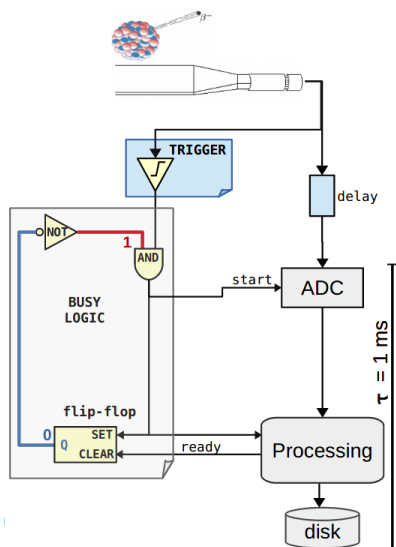 β⁻
TRIGGER
delay
NOT
1
AND
BUSY
LOGIC
start
ADC
τ = 1 ms
flip-flop
0
Q
SET
CLEAR
ready
Processing
disk